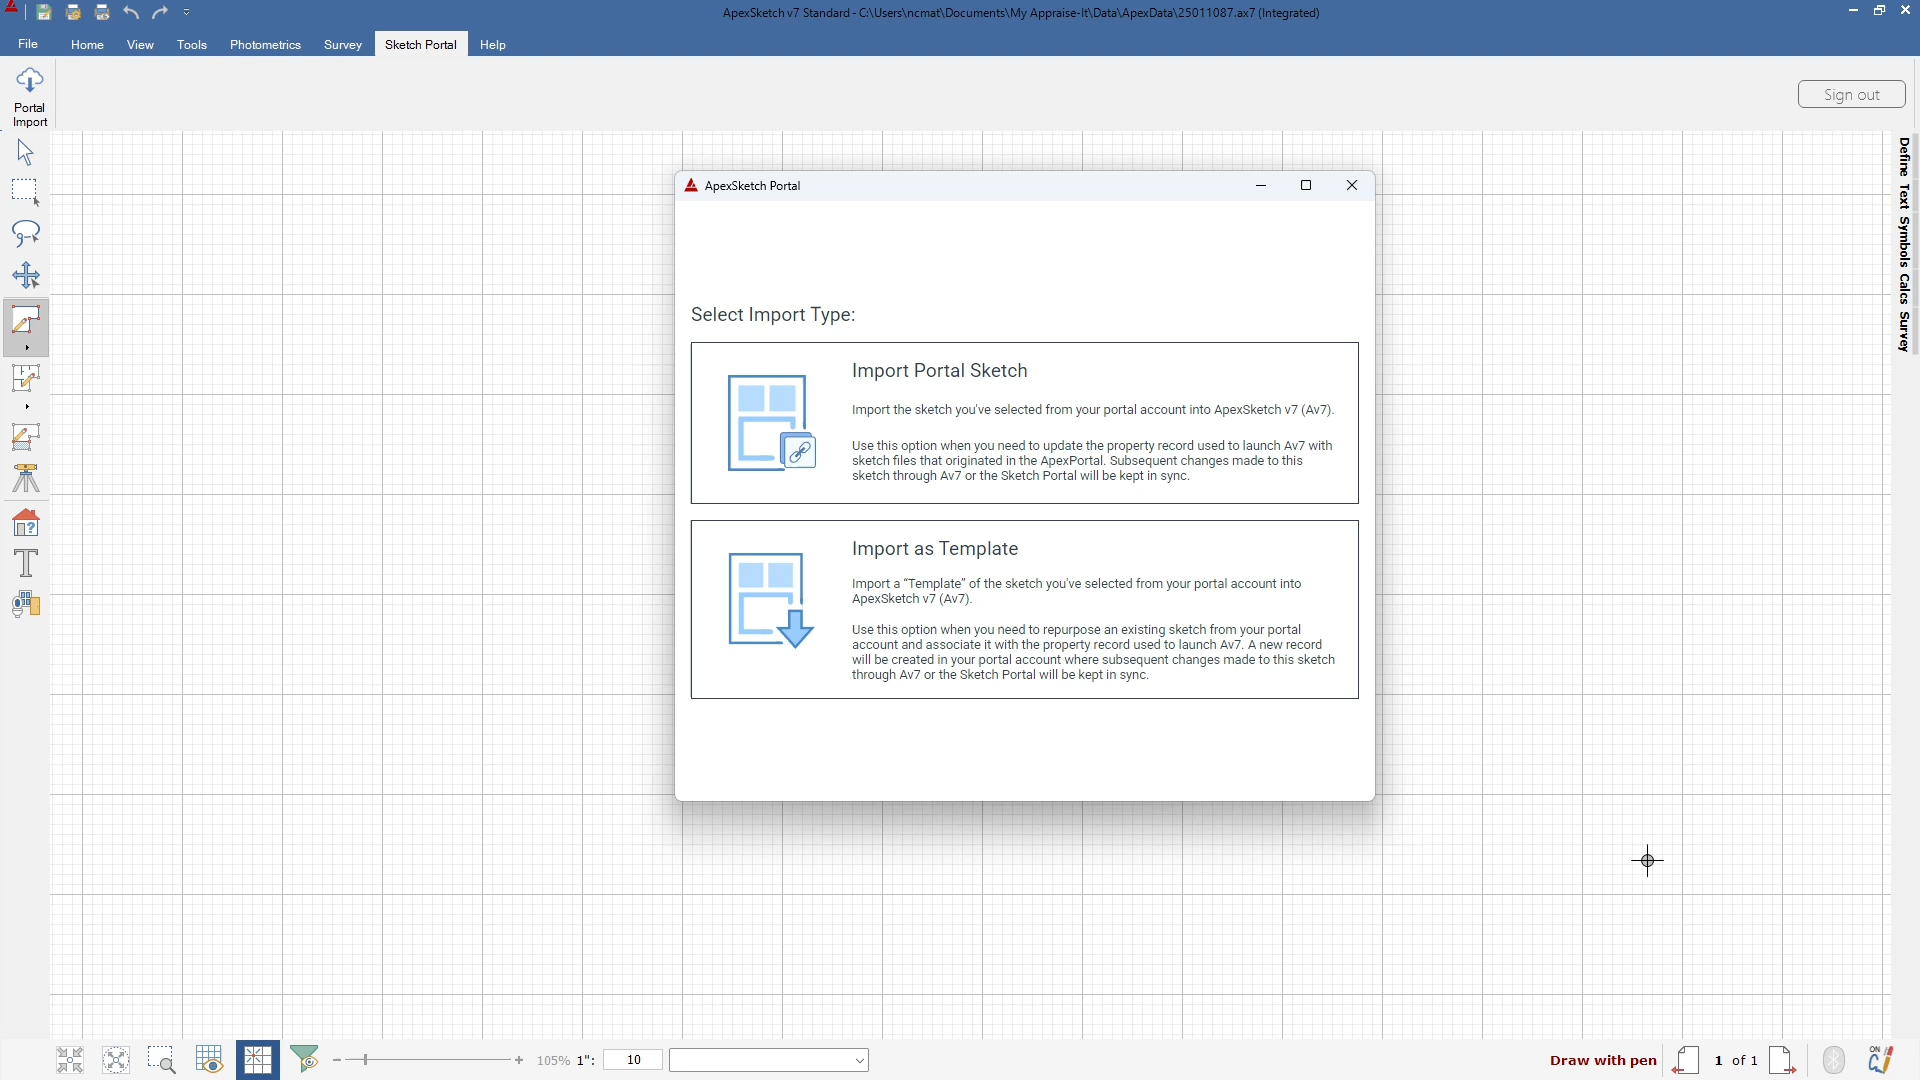 ApexSketch v7 Standard - C:\Users\ncmat\Documents\My Appraise-It\Data\ApexData\25011087.ax7 (Integrated)
File Home View Tools Photometrics Survey Sketch Portal Help
Portal
Import
Sign out
Define Text Symbols Calcs Survey
ApexSketch Portal
Select Import Type:
Import Portal Sketch
Import the sketch you've selected from your portal account into ApexSketch v7 (Av7).
Use this option when you need to update the property record used to launch Av7 with
sketch files that originated in the ApexPortal. Subsequent changes made to this
sketch through Av7 or the Sketch Portal will be kept in sync.
Import as Template
Import a “Template” of the sketch you've selected from your portal account into
ApexSketch v7 (Av7).
Use this option when you need to repurpose an existing sketch from your portal
account and associate it with the property record used to launch Av7. A new record
will be created in your portal account where subsequent changes made to this sketch
through Av7 or the Sketch Portal will be kept in sync.
105% 1": 10
Draw with pen 1 of 1 ON